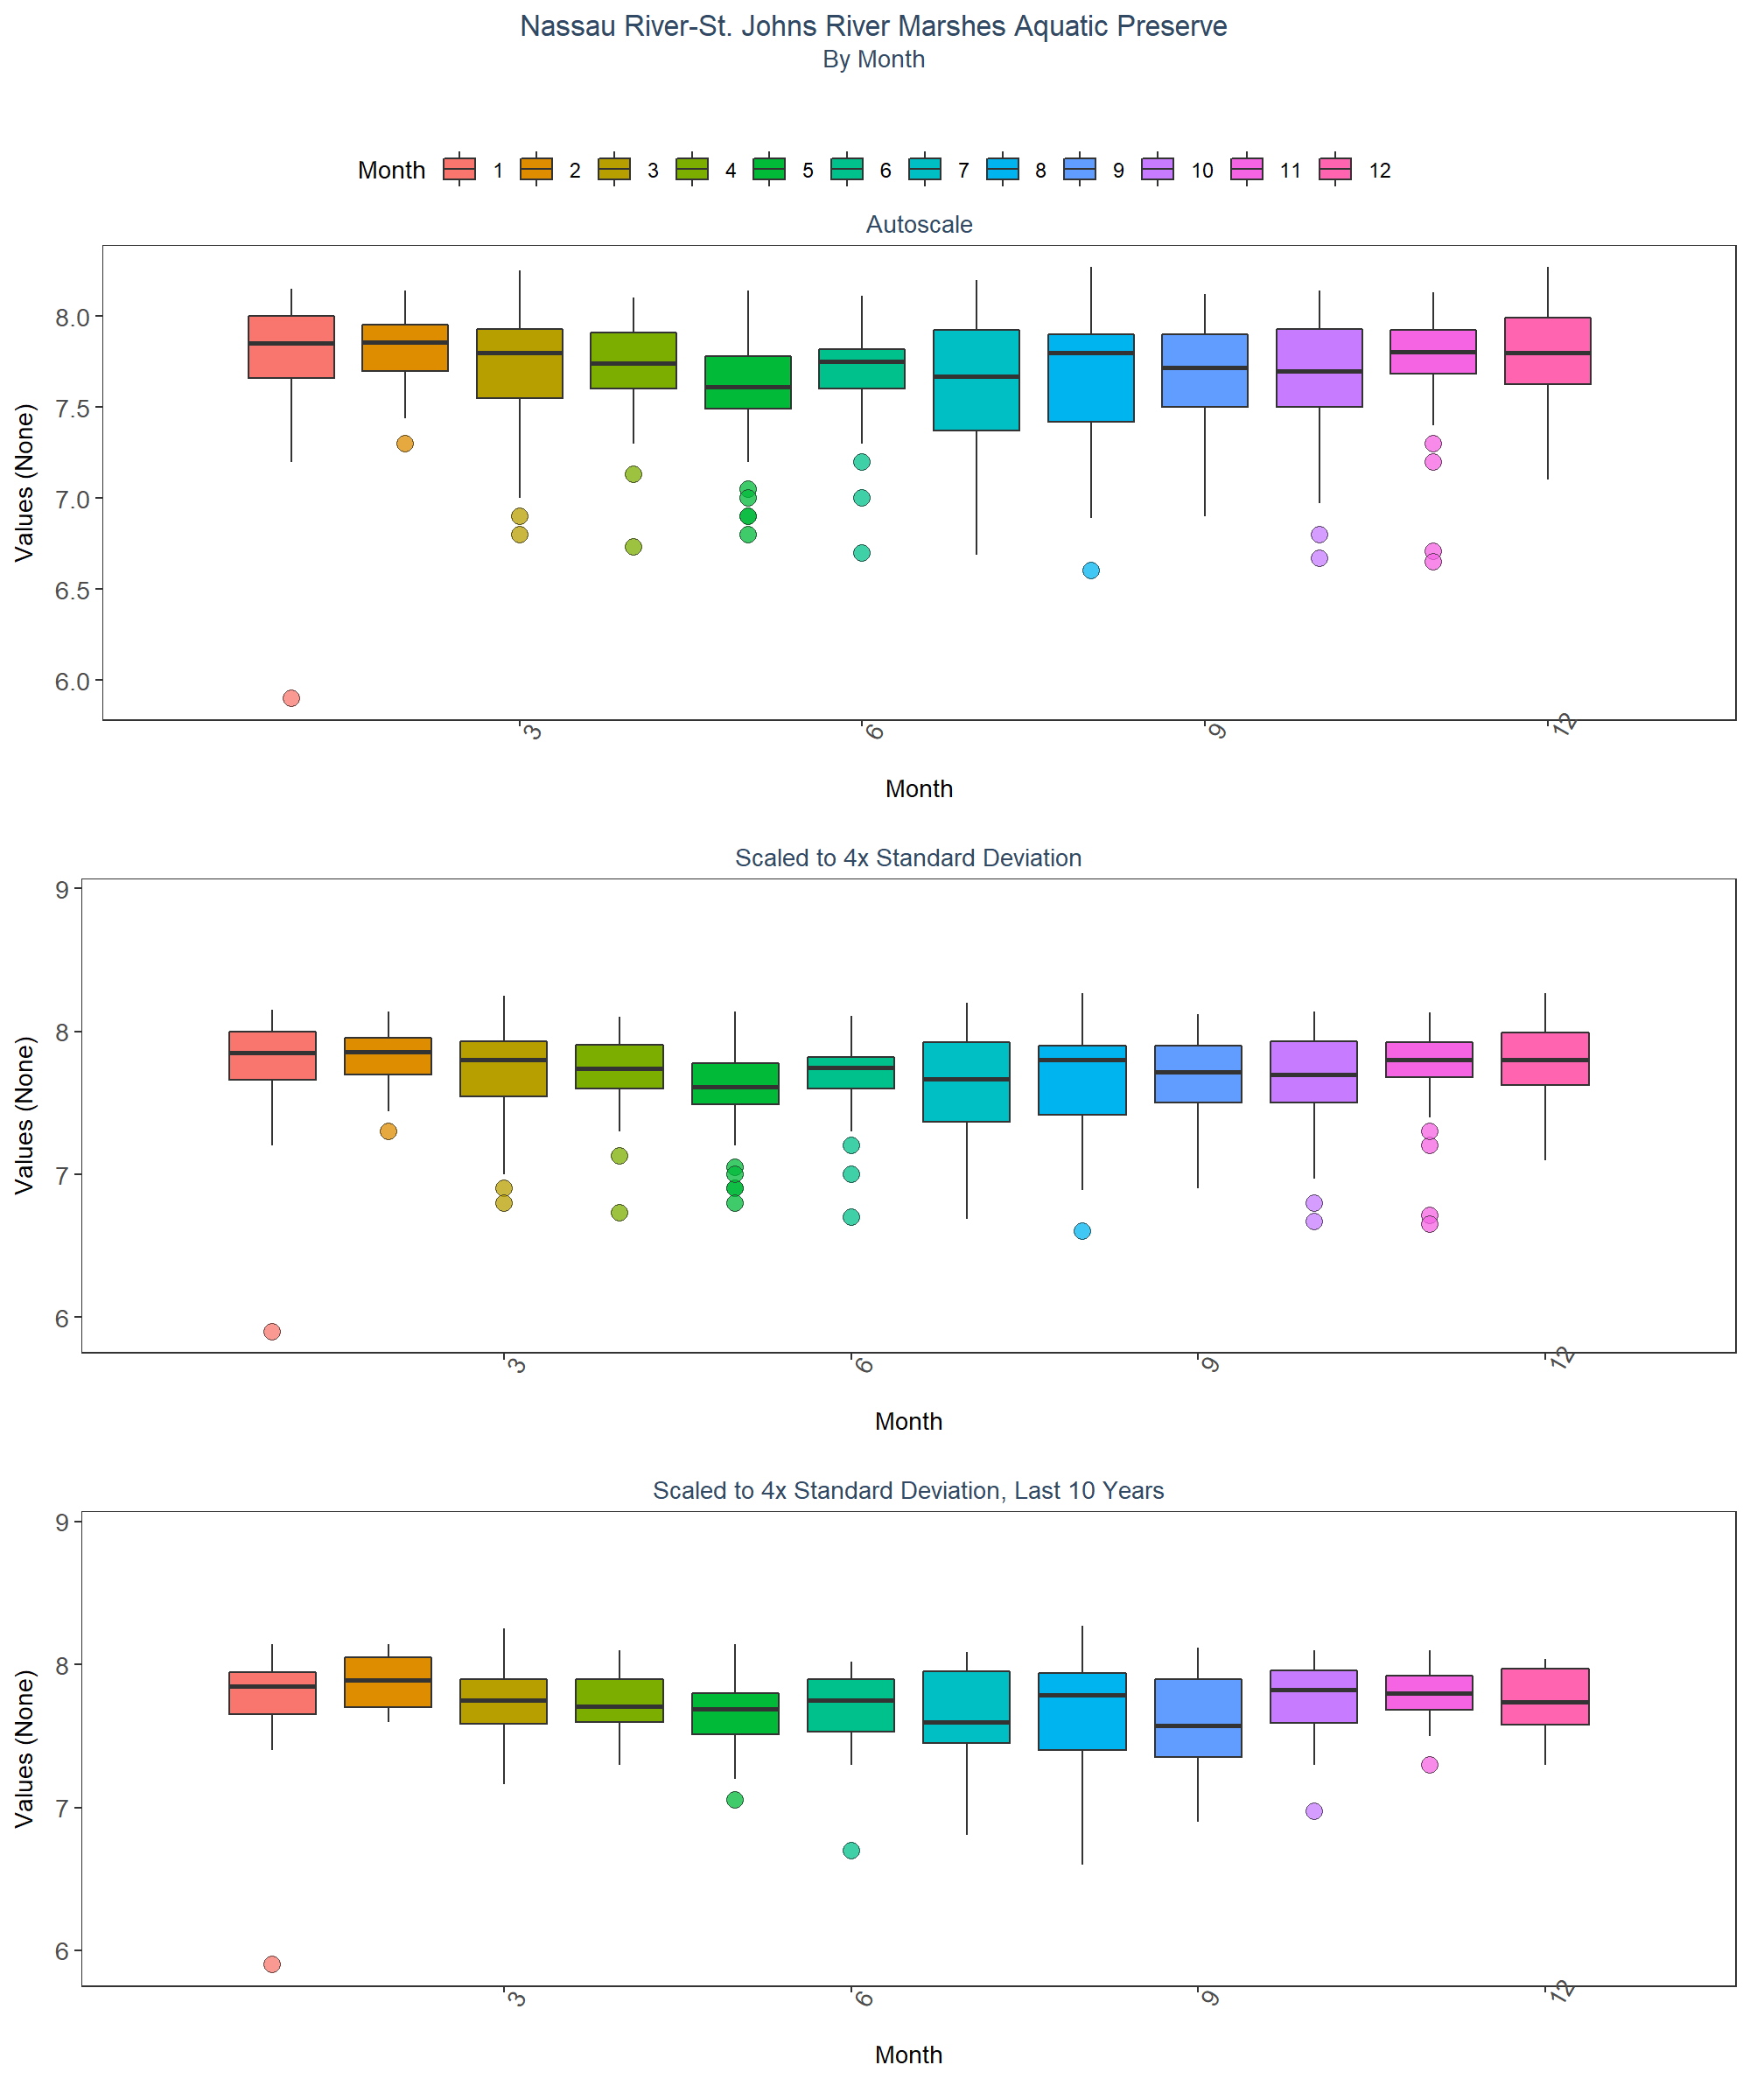 Nassau River-St. Johns River Marshes Aquatic Preserve
By Month
Month 1 2 3 4 5 6 7 8 9 10 11 12
Autoscale
Values (None)
8.0
7.5
7.0
6.5
6.0
3 6 9 12
Month
Scaled to 4x Standard Deviation
Values (None)
9
8
7
6
3 6 9 12
Month
Scaled to 4x Standard Deviation, Last 10 Years
Values (None)
9
8
7
6
3 6 9 12
Month